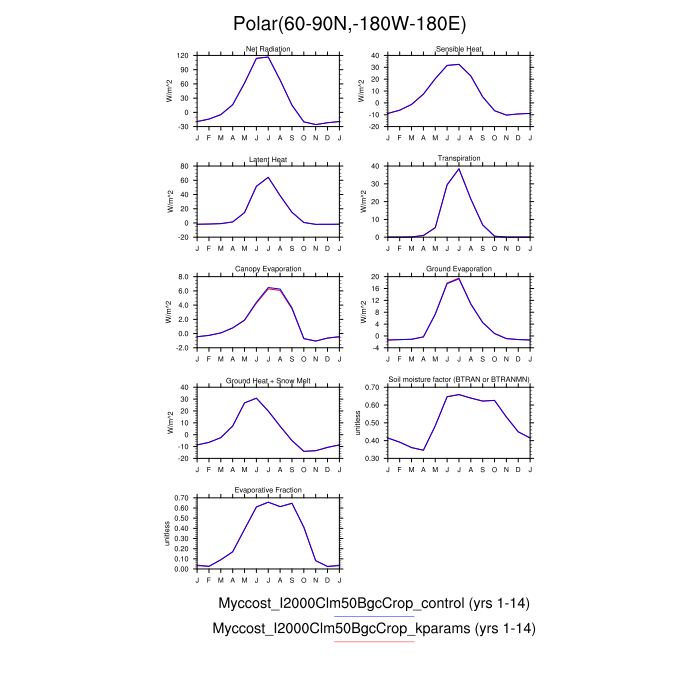 Polar(60-90N,-180W-180E)
Net Radiation
Sensible Heat
W/m^2
120
90
60
30
0
-30
J F M A M J J A S O N D J
W/m^2
40
30
20
10
0
-10
-20
J F M A M J J A S O N D J
Latent Heat
Transpiration
W/m^2
80
60
40
20
0
-20
J F M A M J J A S O N D J
W/m^2
40
30
20
10
0
J F M A M J J A S O N D J
Canopy Evaporation
Ground Evaporation
W/m^2
8.0
6.0
4.0
2.0
0.0
-2.0
J F M A M J J A S O N D J
W/m^2
20
16
12
8
4
0
-4
J F M A M J J A S O N D J
Ground Heat + Snow Melt
Soil moisture factor (BTRAN or BTRANMN)
W/m^2
40
30
20
10
0
-10
-20
J F M A M J J A S O N D J
unitless
0.70
0.60
0.50
0.40
0.30
J F M A M J J A S O N D J
Evaporative Fraction
unitless
0.70
0.60
0.50
0.40
0.30
0.20
0.10
0.00
J F M A M J J A S O N D J
Myccost_I2000Clm50BgcCrop_control (yrs 1-14)
Myccost_I2000Clm50BgcCrop_kparams (yrs 1-14)